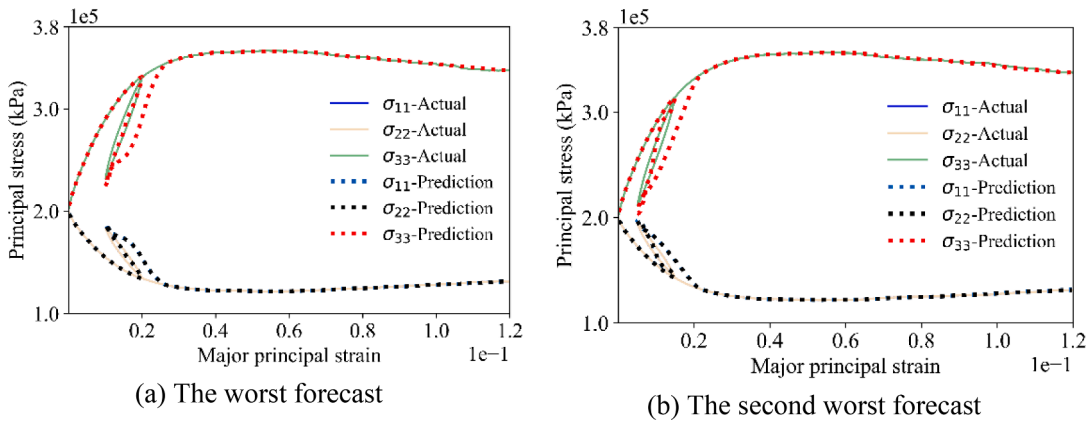 1e5
3.8
3.0
2.0
1.0
Principal stress (kPa)
σ11-Actual
σ22-Actual
σ33-Actual
σ11-Prediction
σ22-Prediction
σ33-Prediction
0.2 0.4 0.6 0.8 1.0 1.2
Major principal strain 1e−1
(a) The worst forecast
1e5
3.8
3.0
2.0
1.0
Principal stress (kPa)
σ11-Actual
σ22-Actual
σ33-Actual
σ11-Prediction
σ22-Prediction
σ33-Prediction
0.2 0.4 0.6 0.8 1.0 1.2
Major principal strain 1e−1
(b) The second worst forecast